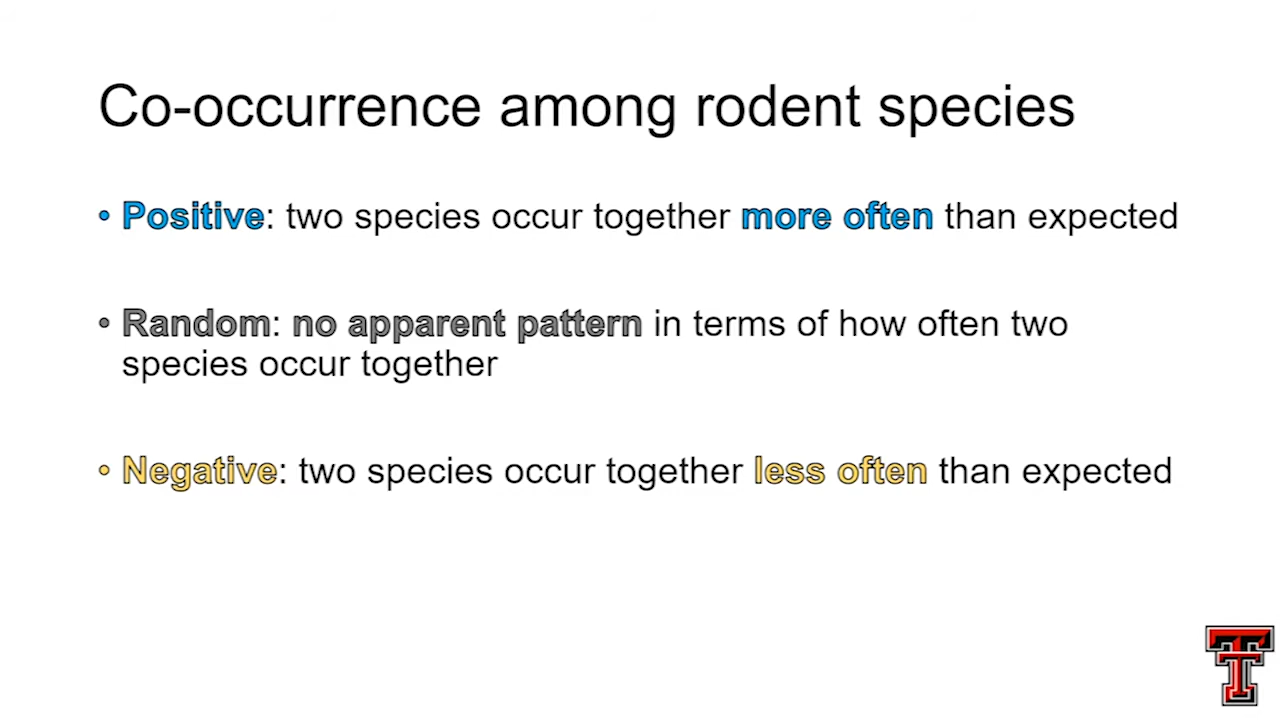 Co-occurrence among rodent species
• Positive: two species occur together more often than expected
• Random: no apparent pattern in terms of how often two
species occur together
• Negative: two species occur together less often than expected